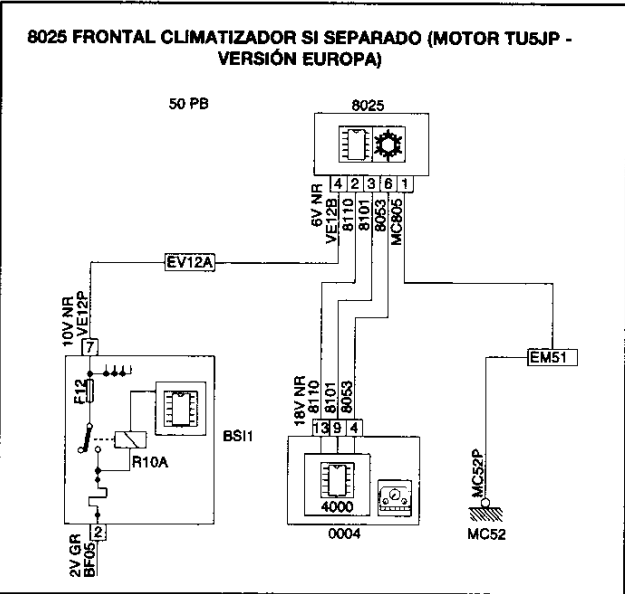 8025 FRONTAL CLIMATIZADOR SI SEPARADO (MOTOR TU5JP -
VERSIÓN EUROPA)
50 PB
8025
4 2 3 6 1
6V NR
VE12B
8110
8101
8053
MC805
EV12A
10V NR
VE12P
7
F12
BSI1
R10A
2
2V GR
BF05
18V NR
8110
8101
8053
13 9 4
4000
0004
EM51
MC52P
MC52